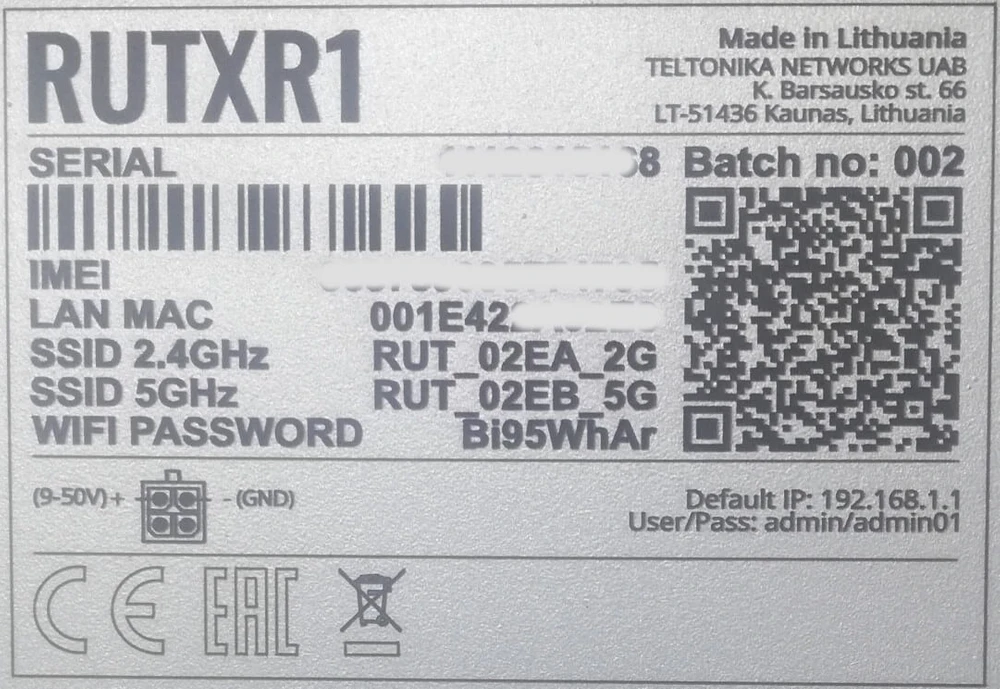 RUTXR1
Made in Lithuania
TELTONIKA NETWORKS UAB
K. Barsausko st. 66
LT-51436 Kaunas, Lithuania
SERIAL 8 Batch no: 002
IMEI
LAN MAC 001E42
SSID 2.4GHz RUT_02EA_2G
SSID 5GHz RUT_02EB_5G
WIFI PASSWORD Bi95WhAr
(9-50V)+ -(GND)
Default IP: 192.168.1.1
User/Pass: admin/admin01
CE EAC